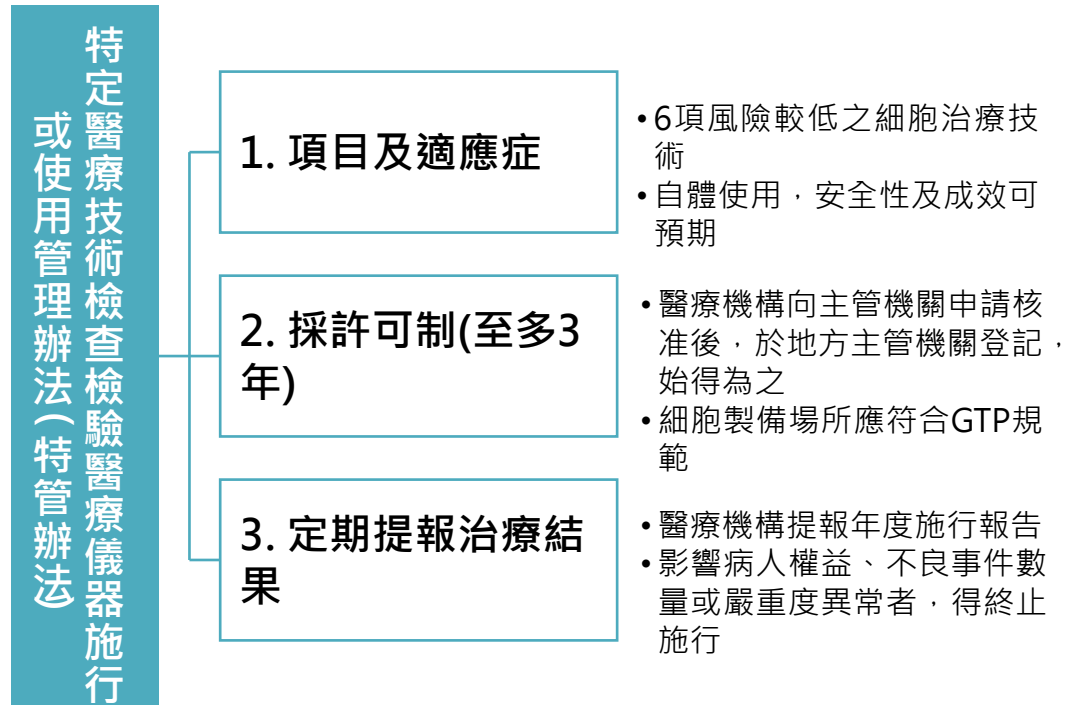 特定醫療技術檢查檢驗醫療儀器施行
或使用管理辦法(特管辦法)
1. 項目及適應症
•6項風險較低之細胞治療技
術
•自體使用，安全性及成效可
預期
2. 採許可制(至多3
年)
•醫療機構向主管機關申請核
准後，於地方主管機關登記，
始得為之
•細胞製備場所應符合GTP規
範
3. 定期提報治療結
果
•醫療機構提報年度施行報告
•影響病人權益、不良事件數
量或嚴重度異常者，得終止
施行